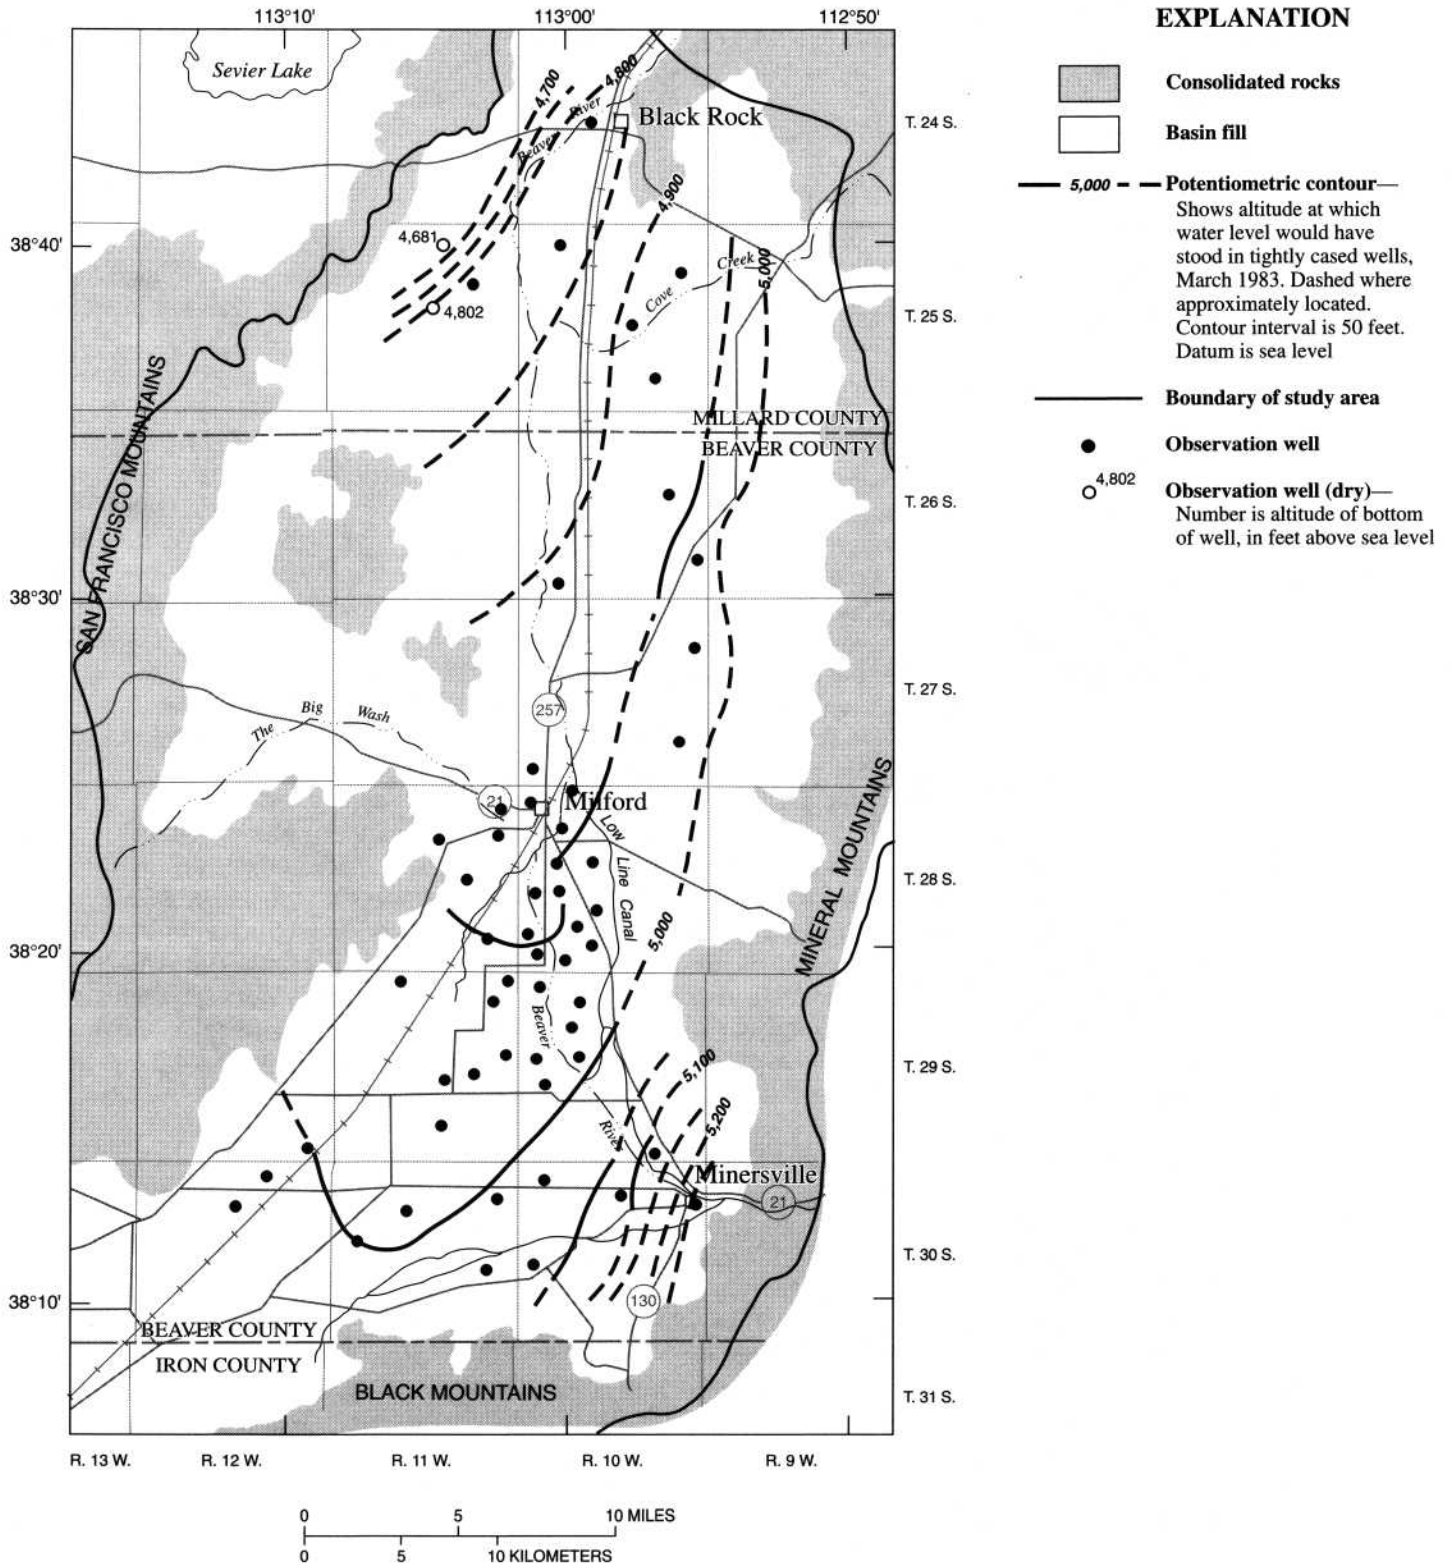 113°10'
113°00'
112°50'
EXPLANATION
Consolidated rocks
Basin fill
5,000
Potentiometric contour—
Shows altitude at which
water level would have
stood in tightly cased wells,
March 1983. Dashed where
approximately located.
Contour interval is 50 feet.
Datum is sea level
Boundary of study area
Observation well
4,802
Observation well (dry)—
Number is altitude of bottom
of well, in feet above sea level
Sevier Lake
4,700
4,800
Beaver River
Black Rock
T. 24 S.
4,900
38°40'
4,681
Creek
5,000
Cove
4,802
T. 25 S.
SAN FRANCISCO MOUNTAINS
MILLARD COUNTY
BEAVER COUNTY
T. 26 S.
38°30'
T. 27 S.
257
The Big Wash
21
Milford
Low Line Canal
MINERAL MOUNTAINS
T. 28 S.
5,000
38°20'
Beaver
River
5,100
T. 29 S.
5,200
Minersville
21
T. 30 S.
38°10'
130
BEAVER COUNTY
IRON COUNTY
BLACK MOUNTAINS
T. 31 S.
R. 13 W.
R. 12 W.
R. 11 W.
R. 10 W.
R. 9 W.
0 5 10 MILES
0 5 10 KILOMETERS